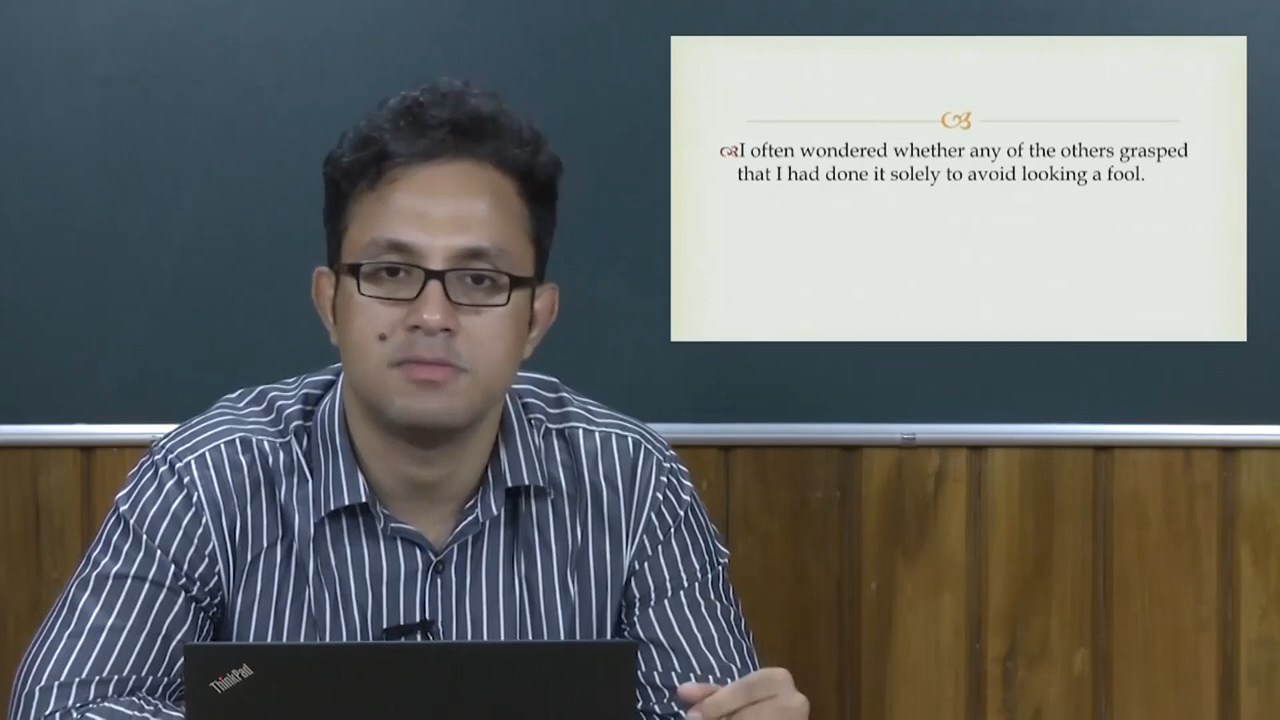 I often wondered whether any of the others grasped
that I had done it solely to avoid looking a fool.
ThinkPad